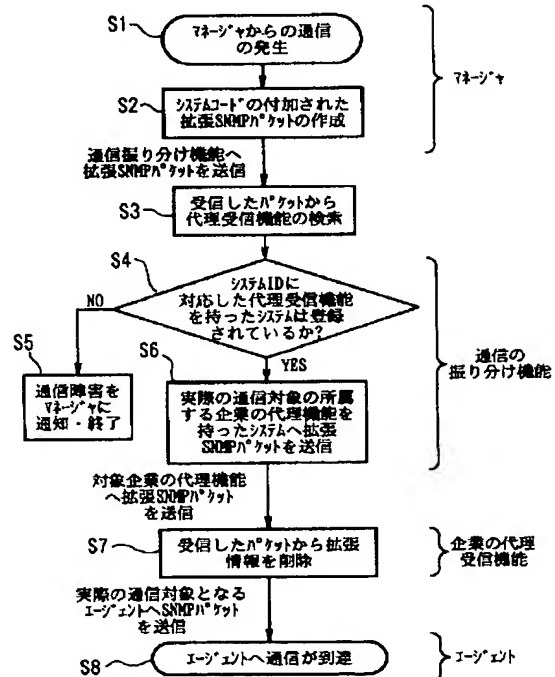 S1
ﾏﾈｰｼﾞｬからの通信
の発生
ﾏﾈｰｼﾞｬ
S2
ｼｽﾃﾑｺｰﾄﾞの付加された
拡張SNMPﾊﾟｹｯﾄの作成
通信振り分け機能へ
拡張SNMPﾊﾟｹｯﾄを送信
S3
受信したﾊﾟｹｯﾄから
代理受信機能の検索
S4
ｼｽﾃﾑIDに
対応した代理受信機能
を持ったｼｽﾃﾑは登録
されているか?
NO
YES
通信の
振り分け機能
S5
通信障害を
ﾏﾈｰｼﾞｬに
通知・終了
S6
実際の通信対象の所属
する企業の代理機能を
持ったｼｽﾃﾑへ拡張
SNMPﾊﾟｹｯﾄを送信
対象企業の代理機能
へ拡張SNMPﾊﾟｹｯﾄ
を送信
S7
受信したﾊﾟｹｯﾄから拡張
情報を削除
企業の代理
受信機能
実際の通信対象となる
ｴｰｼﾞｪﾝﾄへSNMPﾊﾟｹｯﾄ
を送信
S8
ｴｰｼﾞｪﾝﾄへ通信が到達
ｴｰｼﾞｪﾝﾄ